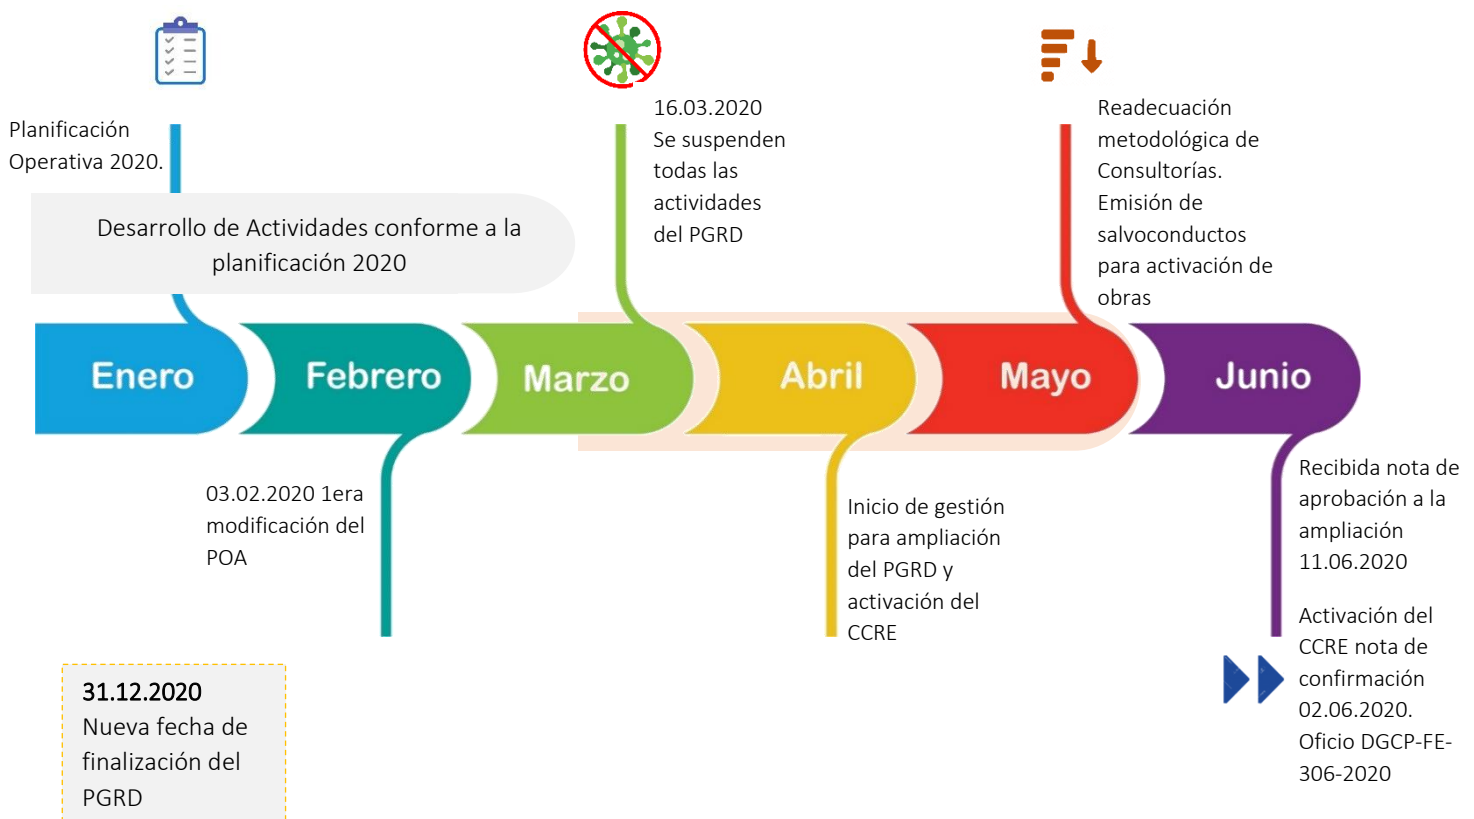 Planificación
Operativa 2020.
Desarrollo de Actividades conforme a la
planificación 2020
16.03.2020
Se suspenden
todas las
actividades
del PGRD
Readecuación
metodológica de
Consultorías.
Emisión de
salvoconductos
para activación de
obras
Enero
Febrero
Marzo
Abril
Mayo
Junio
03.02.2020 1era
modificación del
POA
Inicio de gestión
para ampliación
del PGRD y
activación del
CCRE
Recibida nota de
aprobación a la
ampliación
11.06.2020
Activación del
CCRE nota de
confirmación
02.06.2020.
Oficio DGCP-FE-
306-2020
31.12.2020
Nueva fecha de
finalización del
PGRD